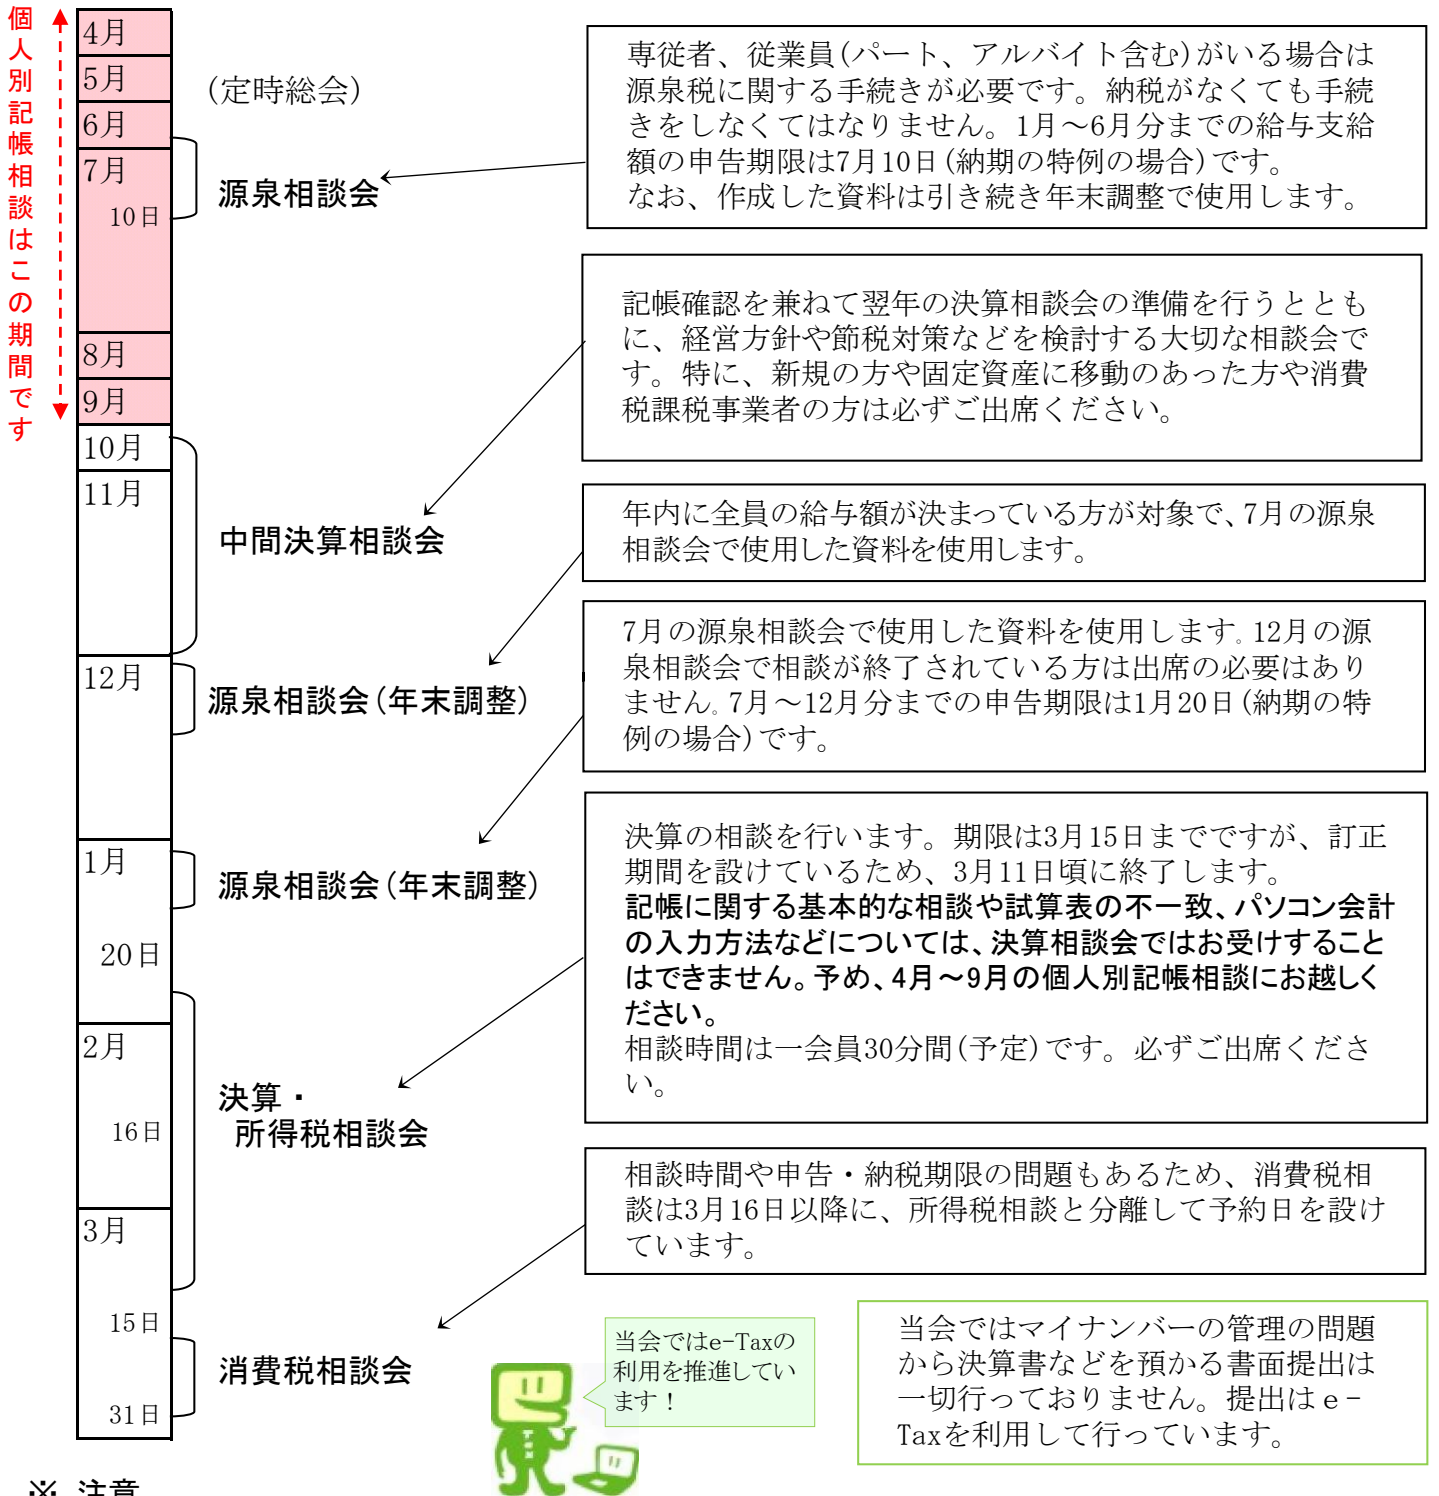 個人別記帳相談はこの期間です
4月
5月
6月
7月
10日
8月
9月
10月
11月
12月
1月
20日
2月
16日
3月
15日
31日
(定時総会)
源泉相談会
専従者、従業員(パート、アルバイト含む)がいる場合は
源泉税に関する手続きが必要です。納税がなくても手続
きをしなくてはなりません。1月～6月分までの給与支給
額の申告期限は7月10日(納期の特例の場合)です。
なお、作成した資料は引き続き年末調整で使用します。
中間決算相談会
記帳確認を兼ねて翌年の決算相談会の準備を行うととも
に、経営方針や節税対策などを検討する大切な相談会で
す。特に、新規の方や固定資産に移動のあった方や消費
税課税事業者の方は必ずご出席ください。
源泉相談会(年末調整)
年内に全員の給与額が決まっている方が対象で、7月の源泉
相談会で使用した資料を使用します。
源泉相談会(年末調整)
7月の源泉相談会で使用した資料を使用します。12月の源
泉相談会で相談が終了されている方は出席の必要はあり
ません。7月～12月分までの申告期限は1月20日(納期の特
例の場合)です。
決算・
所得税相談会
決算の相談を行います。期限は3月15日までですが、訂正
期間を設けているため、3月11日頃に終了します。
記帳に関する基本的な相談や試算表の不一致、パソコン会計
の入力方法などについては、決算相談会ではお受けすること
はできません。予め、4月～9月の個人別記帳相談にお越しく
ださい。
相談時間は一会員30分間(予定)です。必ずご出席くださ
い。
消費税相談会
相談時間や申告・納税期限の問題もあるため、消費税相
談は3月16日以降に、所得税相談と分離して予約日を設け
ています。
当会ではe-Taxの
利用を推進してい
ます！
当会ではマイナンバーの管理の問題
から決算書などを預かる書面提出は
一切行っておりません。提出はｅ-
Taxを利用して行っています。
※ 注意